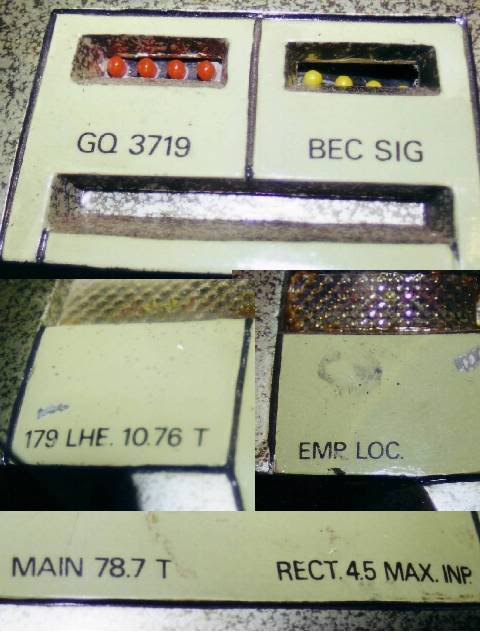 GQ 3719
BEC SIG
179 LHE. 10.76 T
EMP. LOC.
MAIN 78.7 T
RECT. 4.5 MAX. INP.